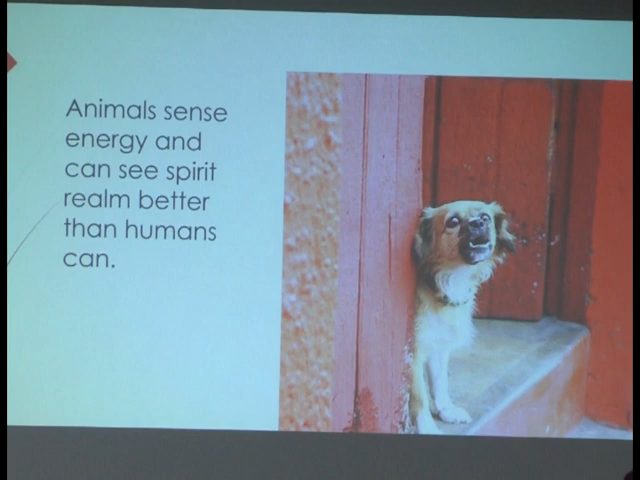 Animals sense
energy and
can see spirit
realm better
than humans
can.